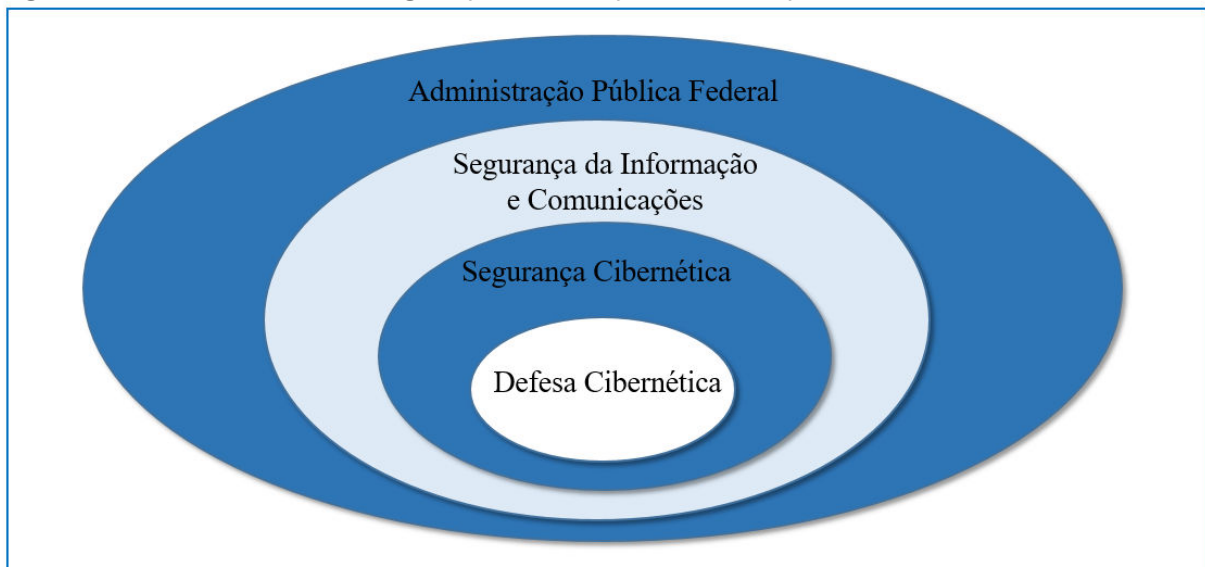 Administração Pública Federal
Segurança da Informação
e Comunicações
Segurança Cibernética
Defesa Cibernética